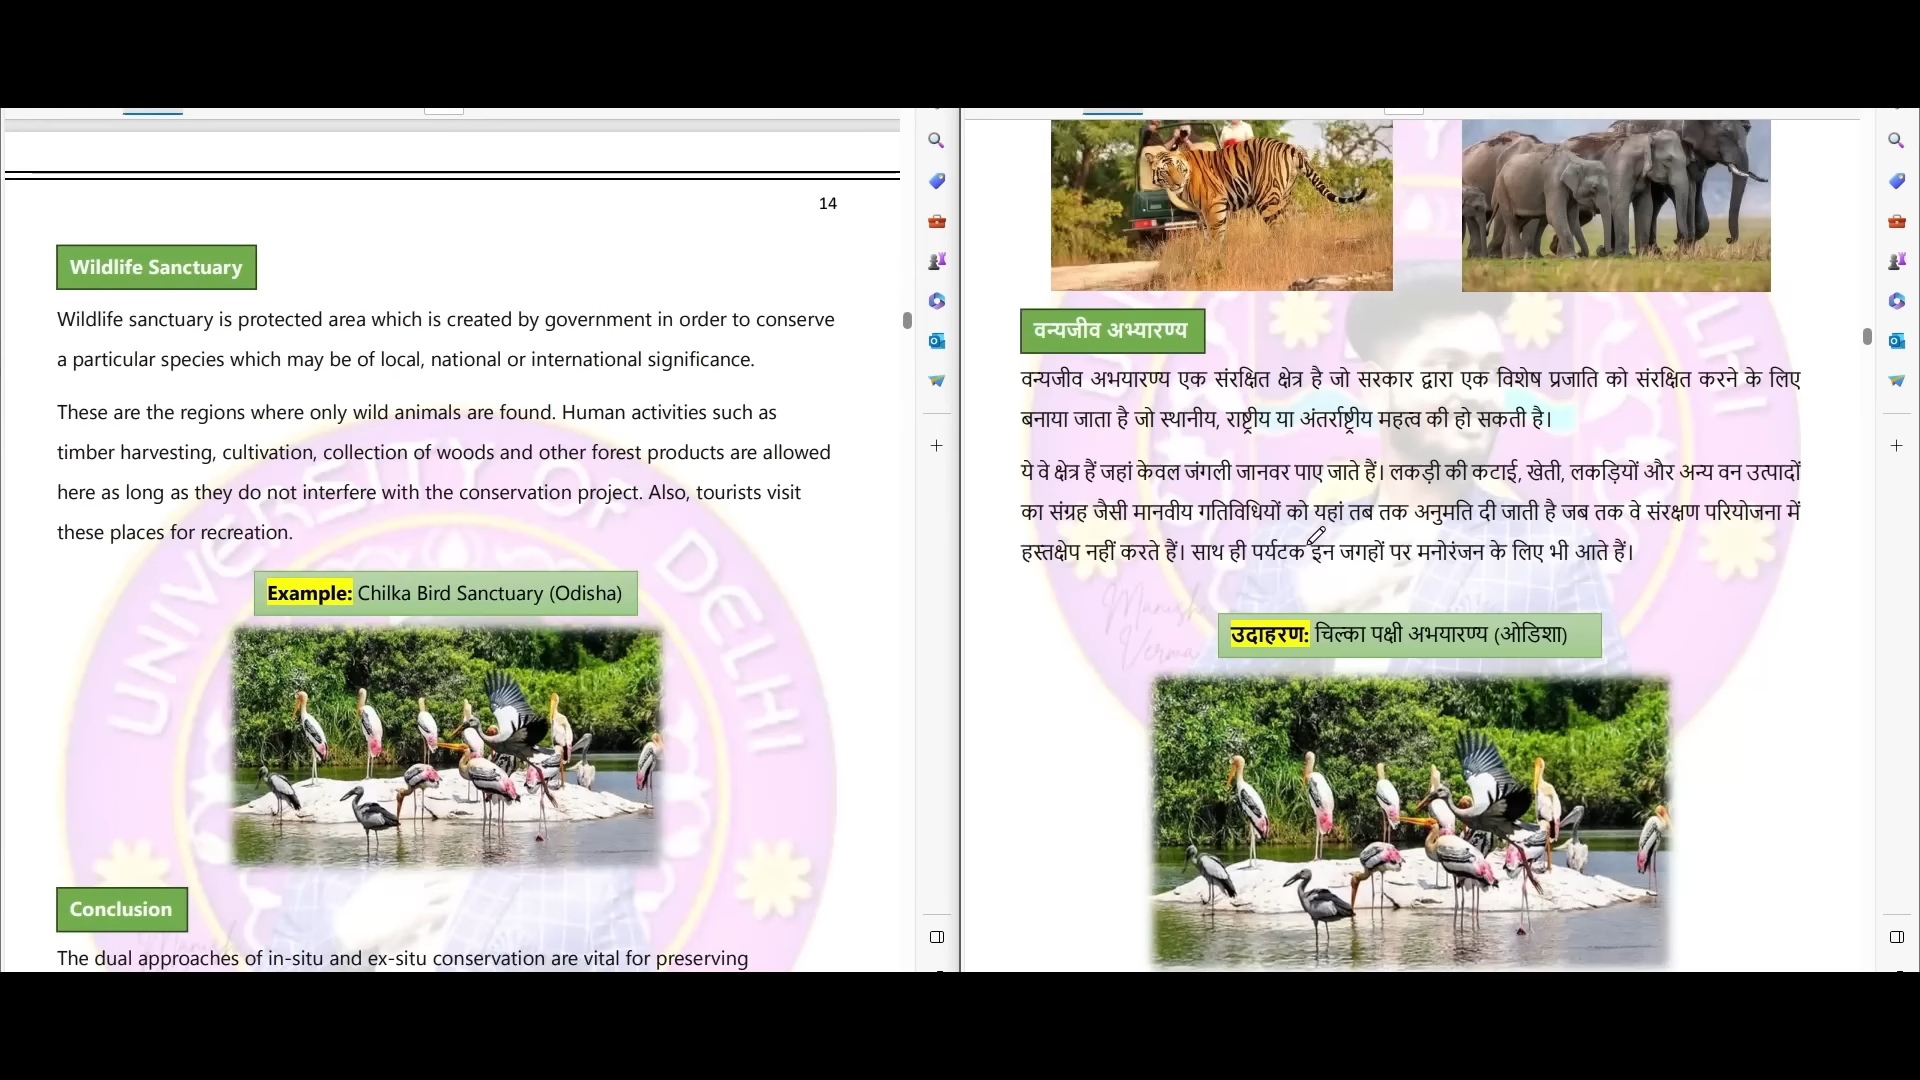 14
Wildlife Sanctuary
Wildlife sanctuary is protected area which is created by government in order to conserve
a particular species which may be of local, national or international significance.
These are the regions where only wild animals are found. Human activities such as
timber harvesting, cultivation, collection of woods and other forest products are allowed
here as long as they do not interfere with the conservation project. Also, tourists visit
these places for recreation.
Example: Chilka Bird Sanctuary (Odisha)
UNIVERSITY OF DELHI
Conclusion
The dual approaches of in-situ and ex-situ conservation are vital for preserving
वन्यजीव अभ्यारण्य
वन्यजीव अभयारण्य एक संरक्षित क्षेत्र है जो सरकार द्वारा एक विशेष प्रजाति को संरक्षित करने के लिए
बनाया जाता है जो स्थानीय, राष्ट्रीय या अंतर्राष्ट्रीय महत्व की हो सकती है।
ये वे क्षेत्र हैं जहां केवल जंगली जानवर पाए जाते हैं। लकड़ी की कटाई, खेती, लकड़ियों और अन्य वन उत्पादों
का संग्रह जैसी मानवीय गतिविधियों को यहां तब तक अनुमति दी जाती है जब तक वे संरक्षण परियोजना में
हस्तक्षेप नहीं करते हैं। साथ ही पर्यटक इन जगहों पर मनोरंजन के लिए भी आते हैं।
Manish
Verma
उदाहरण: चिल्का पक्षी अभयारण्य (ओडिशा)